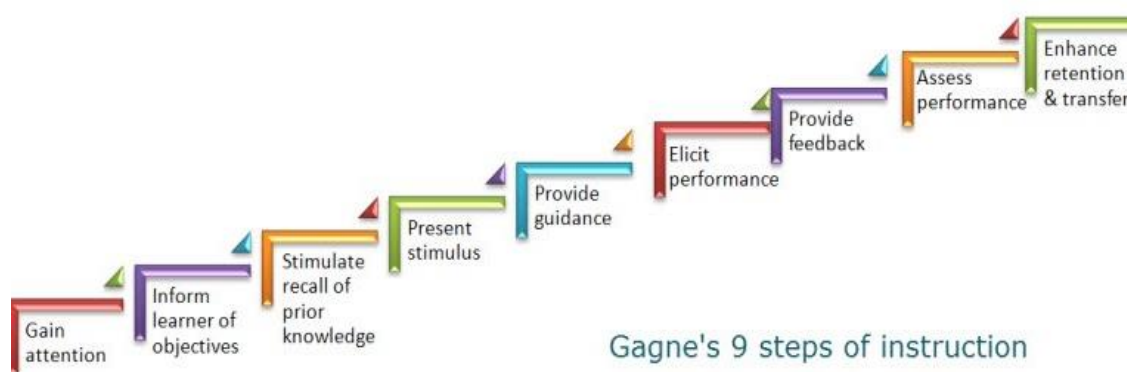 Gain
attention
Inform
learner of
objectives
Stimulate
recall of
prior
knowledge
Present
stimulus
Provide
guidance
Elicit
performance
Provide
feedback
Assess
performance
Enhance
retention
& transfer
Gagne's 9 steps of instruction